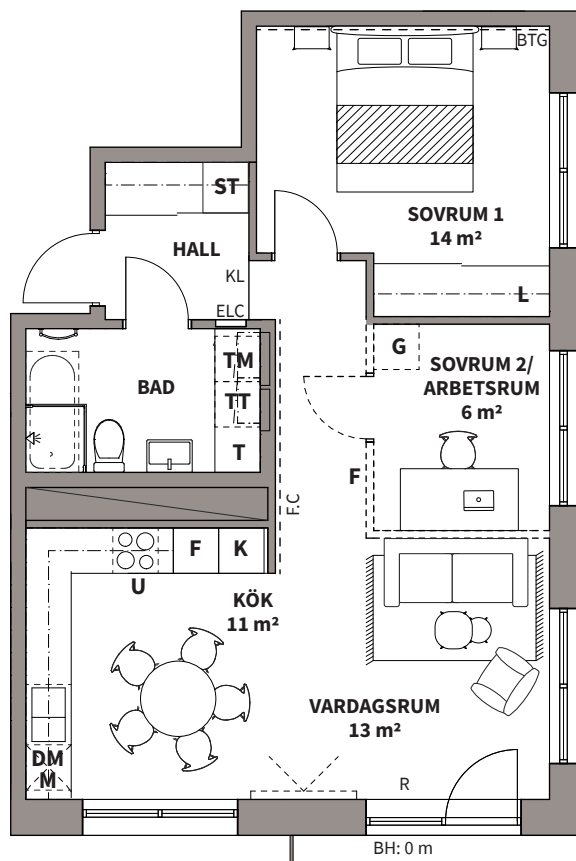 BTG
ST
SOVRUM 1
14 m²
HALL
KL
L
ELC
TM
G
SOVRUM 2/
ARBETSRUM
6 m²
BAD
TT
T
F
F.C
F
K
U
KÖK
11 m²
VARDAGSRUM
13 m²
DM
M
R
BH: 0 m